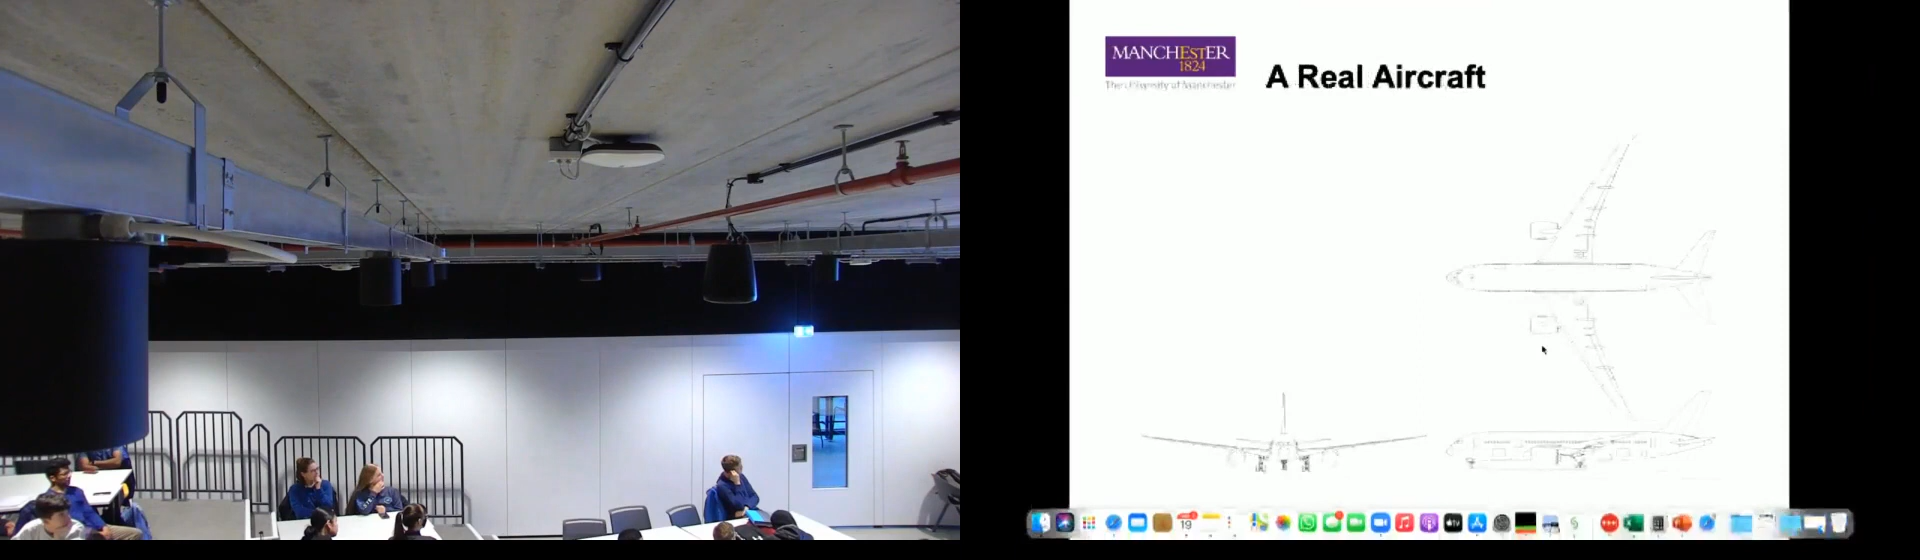 MANCHESTER
1824
The University of Manchester
A Real Aircraft
19